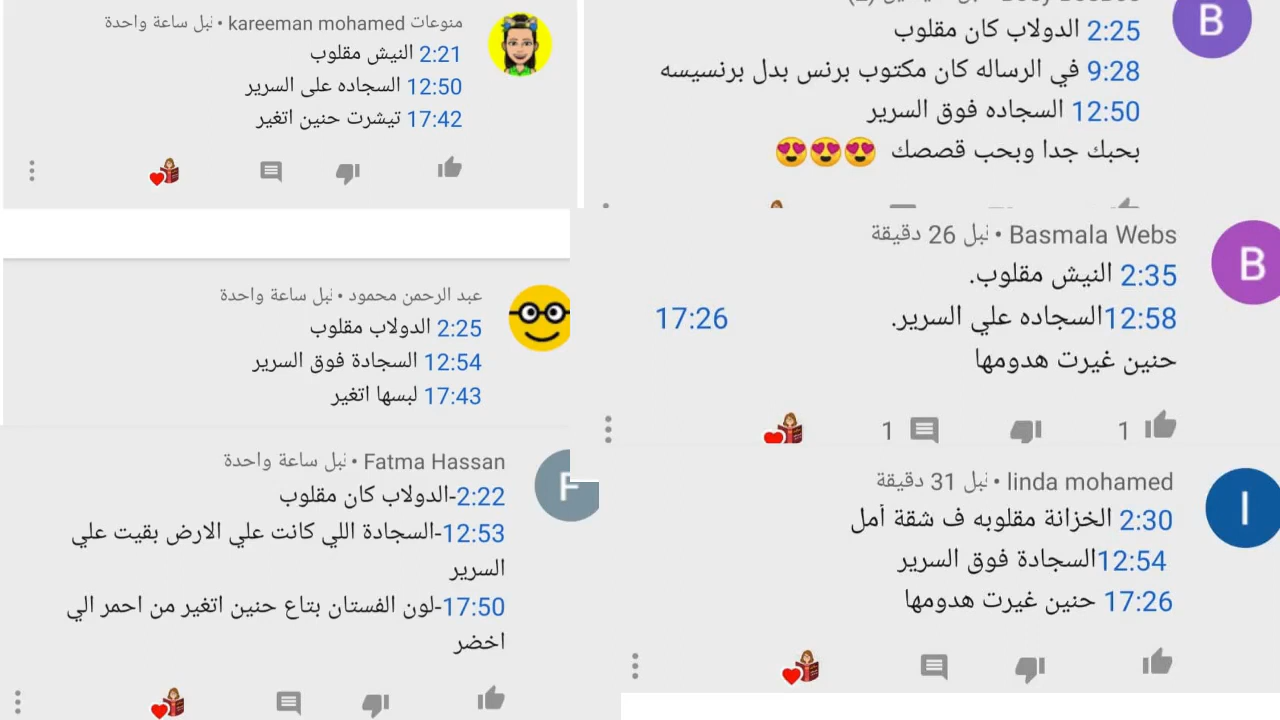 منوعات kareeman mohamed • قبل ساعة واحدة
2:21 النيش مقلوب
12:50 السجاده على السرير
17:42 تيشرت حنين اتغير
B
2:25 الدولاب كان مقلوب
9:28 في الرساله كان مكتوب برنس بدل برنسيسه
12:50 السجاده فوق السرير
بحبك جدا وبحب قصصك 😍😍😍
عبد الرحمن محمود • قبل ساعة واحدة
2:25 الدولاب مقلوب
12:54 السجادة فوق السرير
17:43 لبسها اتغير
B
Basmala Webs • قبل 26 دقيقة
2:35 النيش مقلوب.
12:58السجاده علي السرير. 17:26
حنين غيرت هدومها
1 1
F
Fatma Hassan • قبل ساعة واحدة
2:22-الدولاب كان مقلوب
12:53-السجادة اللي كانت علي الارض بقيت علي
السرير
17:50-لون الفستان بتاع حنين اتغير من احمر الي
اخضر
l
linda mohamed • قبل 31 دقيقة
2:30 الخزانة مقلوبه ف شقة أمل
12:54السجادة فوق السرير
17:26 حنين غيرت هدومها